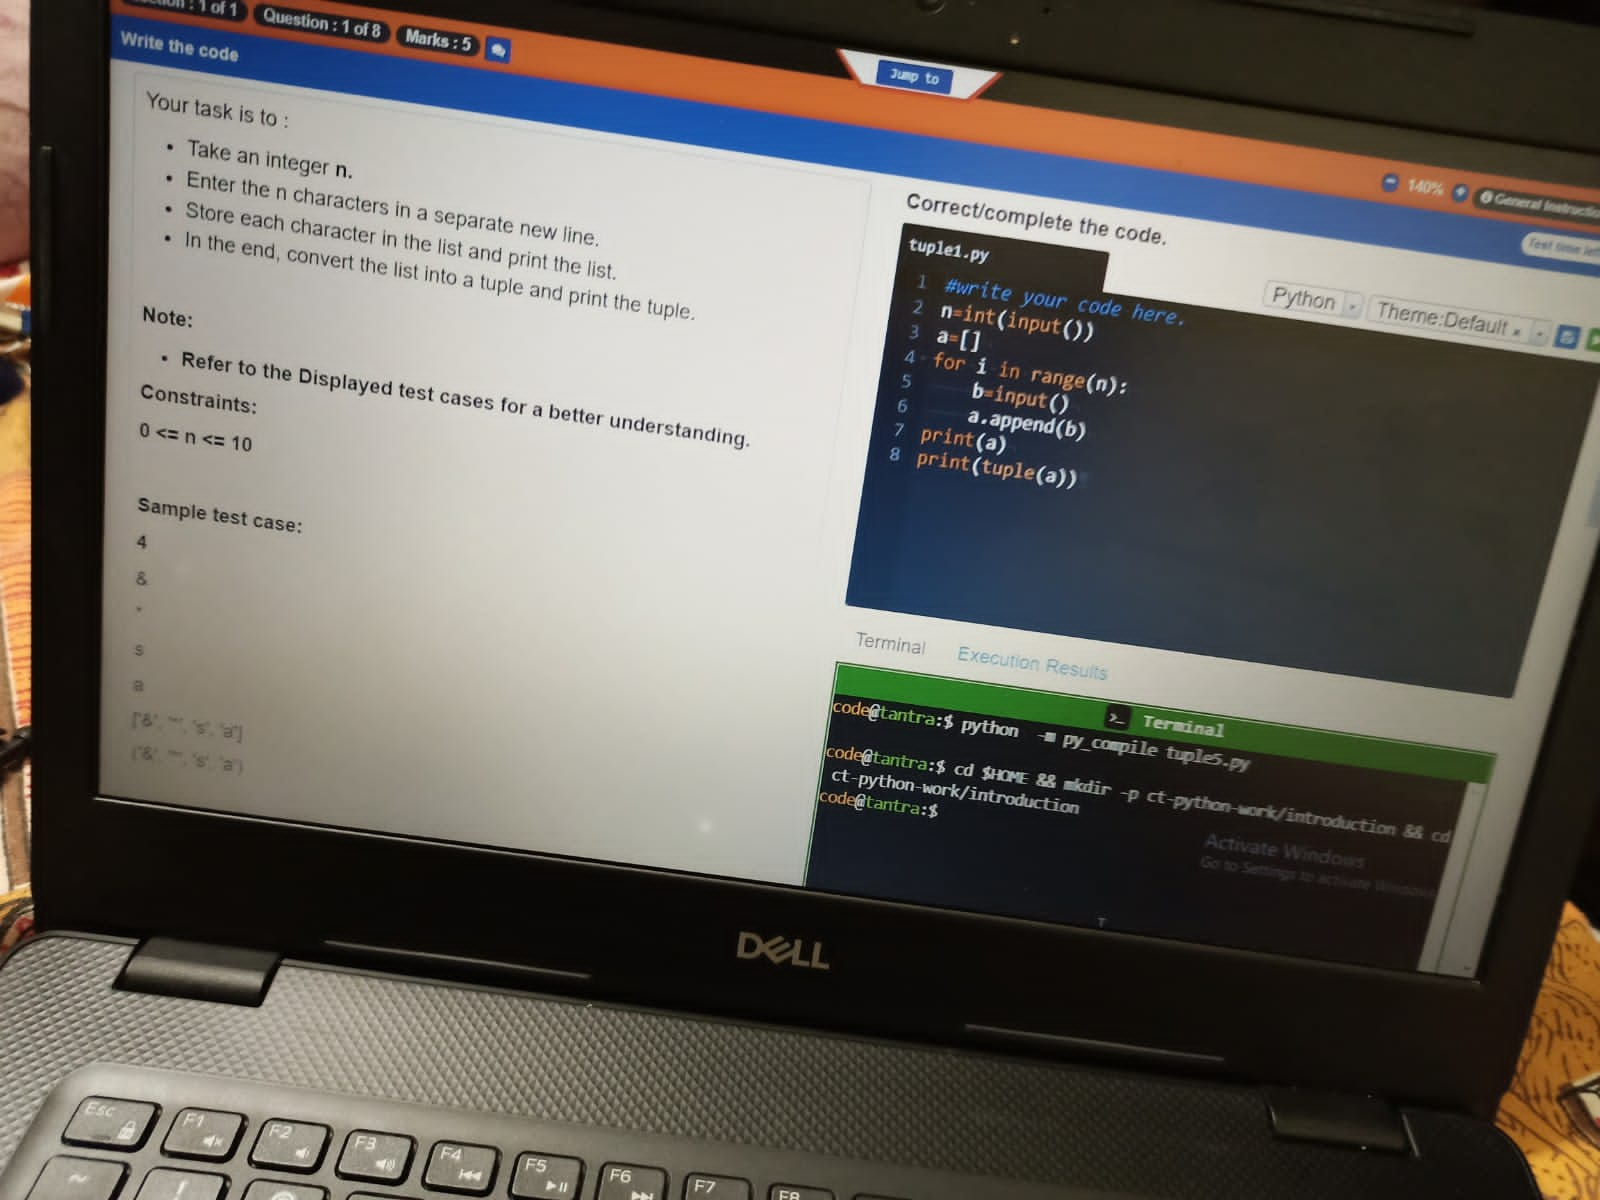 : 1 of 1
Question : 1 of 8
Marks : 5
Jump to
Write the code
140%
General Instructio
Test time lef
Your task is to :
• Take an integer n.
• Enter the n characters in a separate new line.
• Store each character in the list and print the list.
• In the end, convert the list into a tuple and print the tuple.
Note:
• Refer to the Displayed test cases for a better understanding.
Constraints:
0 <= n <= 10
Sample test case:
4
&
s
a
Correct/complete the code.
tuple1.py
Python
Theme:Default
1 #write your code here.
2 n=int(input())
3 a=[]
4 for i in range(n):
5 b=input()
6 a.append(b)
7 print(a)
8 print(tuple(a))
Terminal
Execution Results
>_ Terminal
code@tantra:$ python -m py_compile tuple5.py
code@tantra:$ cd $HOME && mkdir -p ct-python-work/introduction && cd
ct-python-work/introduction
code@tantra:$
Activate Windows
Go to Settings to activate Windows
DELL
Esc
F1
F2
F3
F4
F5
F6
F7
F8